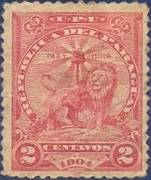 U.P.U.
REPUBLICA DEL PARAGUAY
PAZ Y JUSTICIA
2 CENTAVOS 2
1904